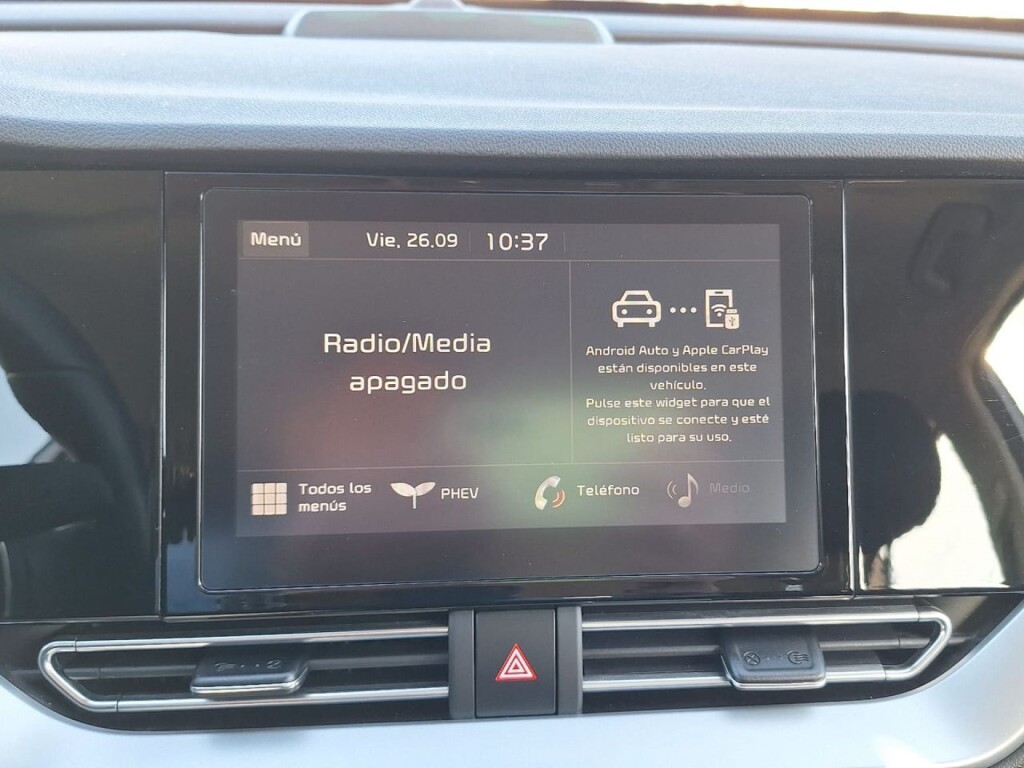 Menú
Vie. 26.09
10:37
Radio/Media
apagado
Android Auto y Apple CarPlay
están disponibles en este
vehículo.
Pulse este widget para que el
dispositivo se conecte y esté
listo para su uso.
Todos los
menús
PHEV
Teléfono
Medio